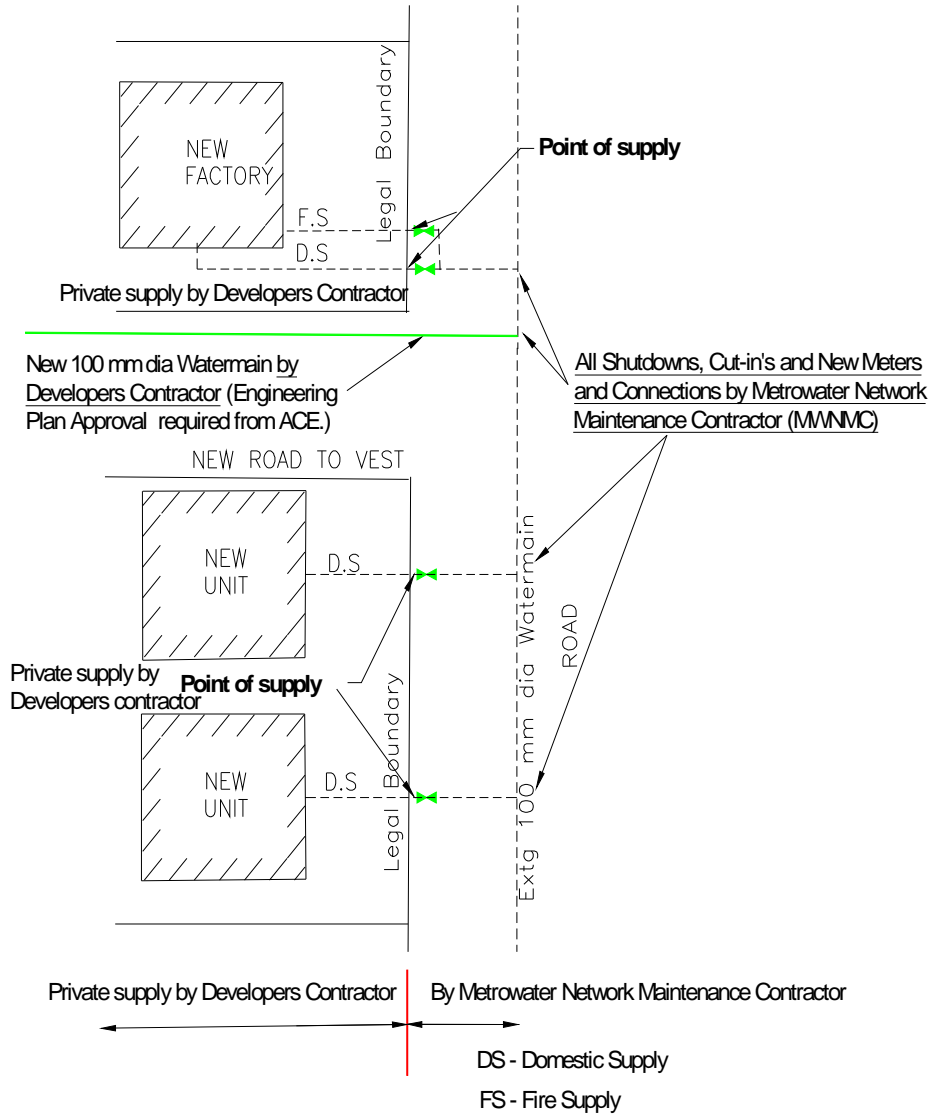 Legal Boundary
NEW
FACTORY
Point of supply
F.S
D.S
Private supply by Developers Contractor
New 100 mm dia Watermain by
Developers Contractor (Engineering
Plan Approval required from ACE.)
All Shutdowns, Cut-in's and New Meters
and Connections by Metrowater Network
Maintenance Contractor (MWNMC)
NEW ROAD TO VEST
NEW
UNIT
D.S
Extg 100 mm dia Watermain
ROAD
Private supply by
Developers contractor
Point of supply
Legal Boundary
NEW
UNIT
D.S
Private supply by Developers Contractor
By Metrowater Network Maintenance Contractor
DS - Domestic Supply
FS - Fire Supply